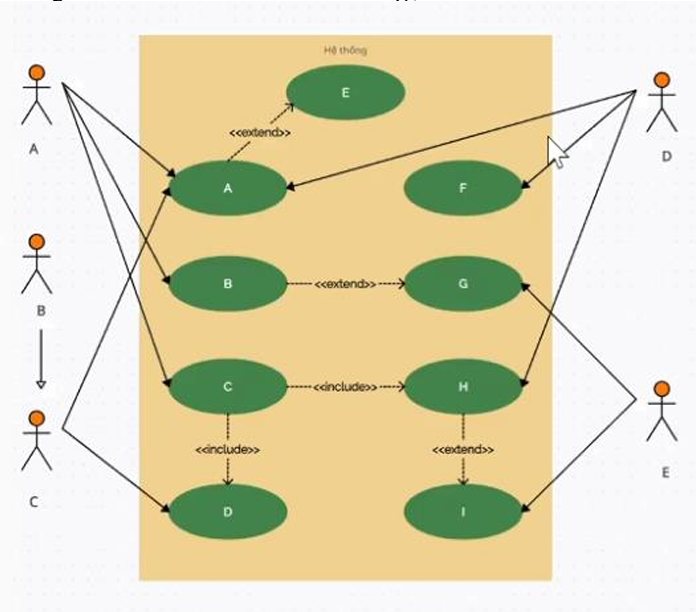 Hệ thống
E
<<extend>>
A
D
A
F
B
B
<<extend>>
G
C
<<include>>
H
<<include>>
<<extend>>
E
C
D
I